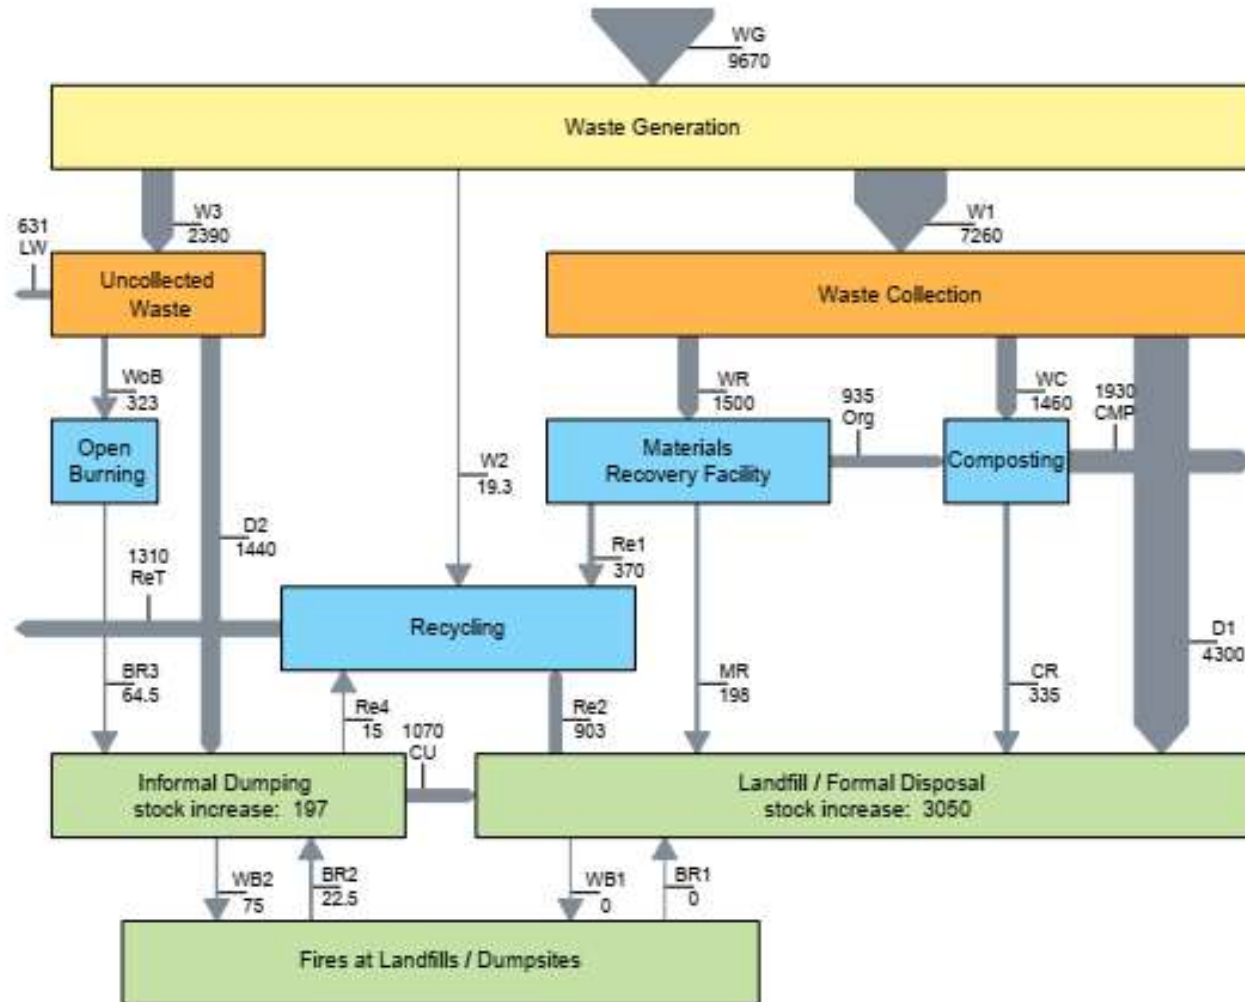 WG
9670
Waste Generation
W3
2390
W1
7260
631
LW
Uncollected
Waste
Waste Collection
WoB
323
WR
1500
WC
1460
935
Org
1930
CMP
Open
Burning
W2
19.3
Materials
Recovery Facility
Composting
D2
1440
1310
ReT
Re1
370
Recycling
D1
4300
BR3
64.5
Re4
15
Re2
903
MR
198
CR
335
1070
CU
Informal Dumping
stock increase: 197
Landfill / Formal Disposal
stock increase: 3050
WB2
75
BR2
22.5
WB1
0
BR1
0
Fires at Landfills / Dumpsites